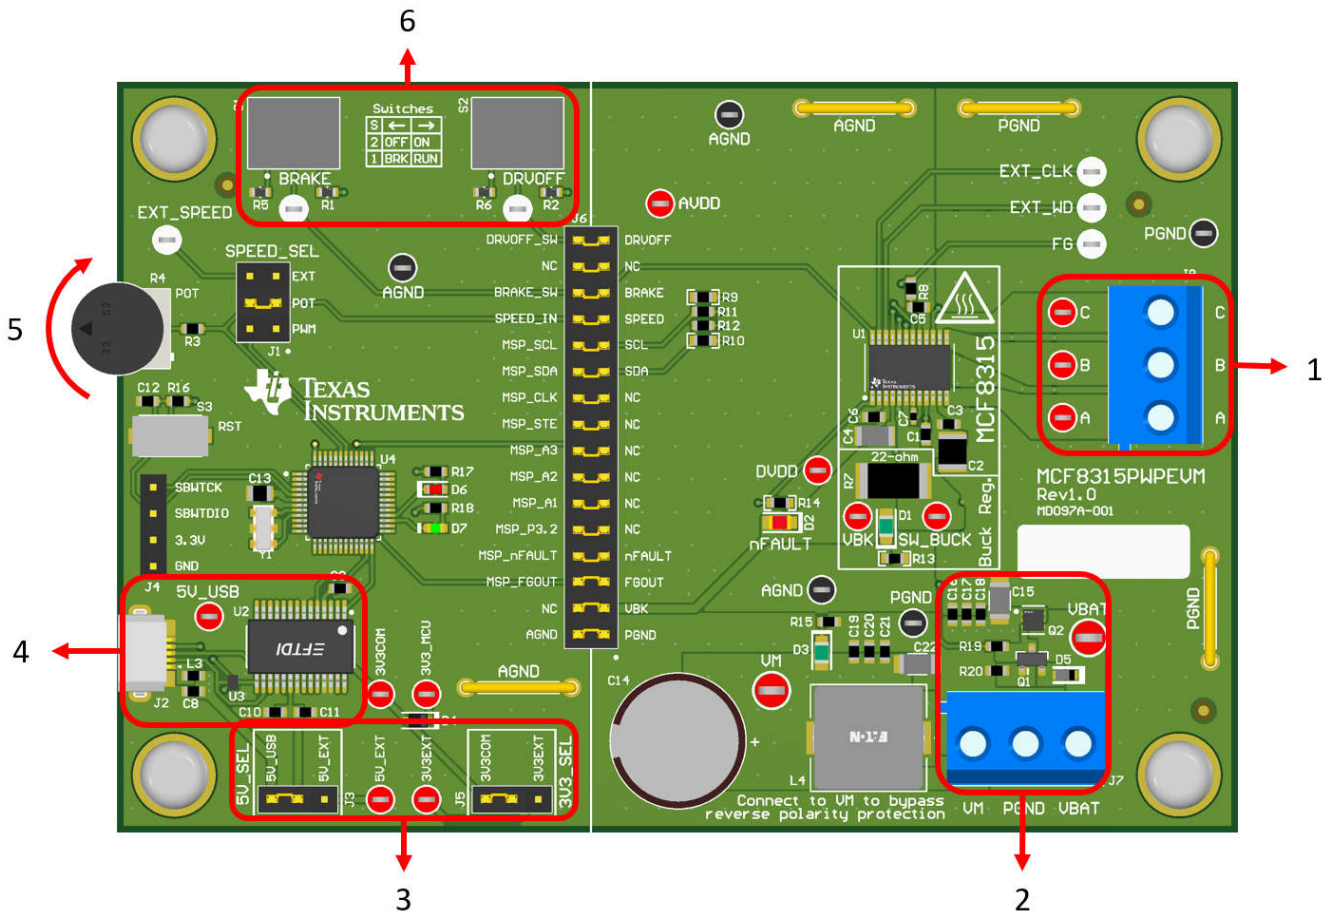 6
S2
Switches
S ← →
2 OFF ON
1 BRK RUN
BRAKE
DRVOFF
R5
R1
R6
R2
EXT_SPEED
SPEED_SEL
EXT
POT
PWM
J1
R4
POT
R3
5
AGND
C12 R16
S3
RST
TEXAS
INSTRUMENTS
J6
DRVOFF_SW DRVOFF
NC NC
BRAKE_SW BRAKE
SPEED_IN SPEED
MSP_SCL SCL
MSP_SDA SDA
MSP_CLK NC
MSP_STE NC
MSP_A3 NC
MSP_A2 NC
MSP_A1 NC
MSP_P3.2 NC
MSP_nFAULT nFAULT
MSP_FGOUT FGOUT
NC VBK
AGND PGND
AGND
AGND
PGND
AVDD
EXT_CLK
EXT_WD
FG
PGND
R9
R11
R12
R10
R8
C5
U1
C6
C4
C7
C1
C3
C2
MCF8315
C C
B B
A A
1
U4
R17
D6
R18
D7
C13
Y1
SBWTCK
SBWTDIO
3.3V
GND
J4
DVDD
R14
D2
nFAULT
22-ohm
R7
D1
VBK
SW_BUCK
R13
Buck Reg.
MCF8315PWPEVM
Rev1.0
MD097A-001
PGND
4
5V_USB
U2
FTDI
L3
U3
C8
J2
C10
C11
3V3COM
3V3_MCU
AGND
AGND
PGND
R15
D3
C19
C20
C21
C22
C14
VM
+
L4
Connect to VM to bypass
reverse polarity protection
C16
C17
C18
C15
VBAT
Q2
R19
R20
Q1
D5
J7
VM PGND VBAT
5V_SEL
5V_USB
5V_EXT
J3
5V_EXT
3V3EXT
J5
3V3COM
3V3EXT
3V3_SEL
3
2